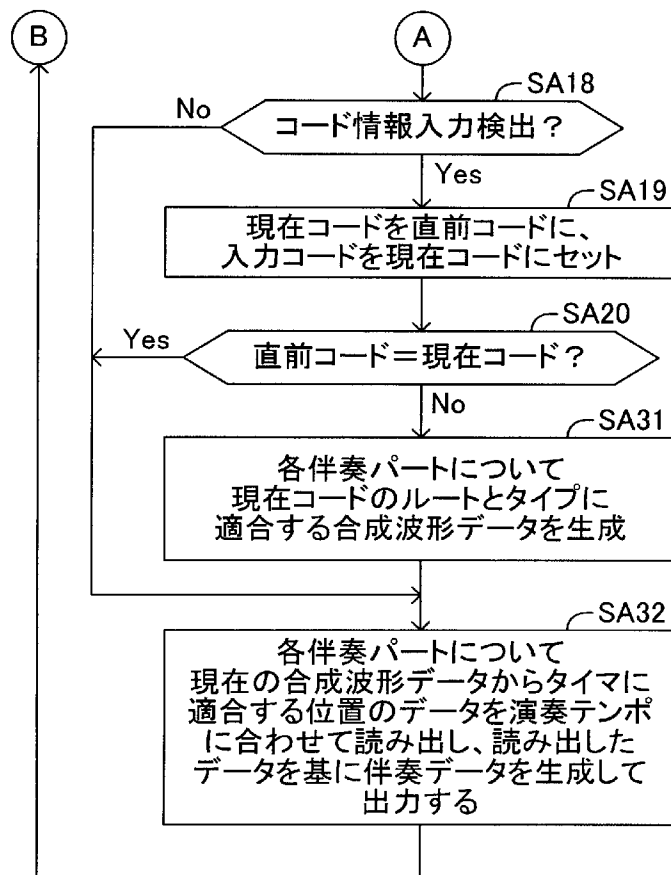 B
A
SA18
No
コード情報入力検出？
Yes
SA19
現在コードを直前コードに、
入力コードを現在コードにセット
SA20
Yes
直前コード＝現在コード？
No
SA31
各伴奏パートについて
現在コードのルートとタイプに
適合する合成波形データを生成
SA32
各伴奏パートについて
現在の合成波形データからタイマに
適合する位置のデータを演奏テンポ
に合わせて読み出し、読み出した
データを基に伴奏データを生成して
出力する